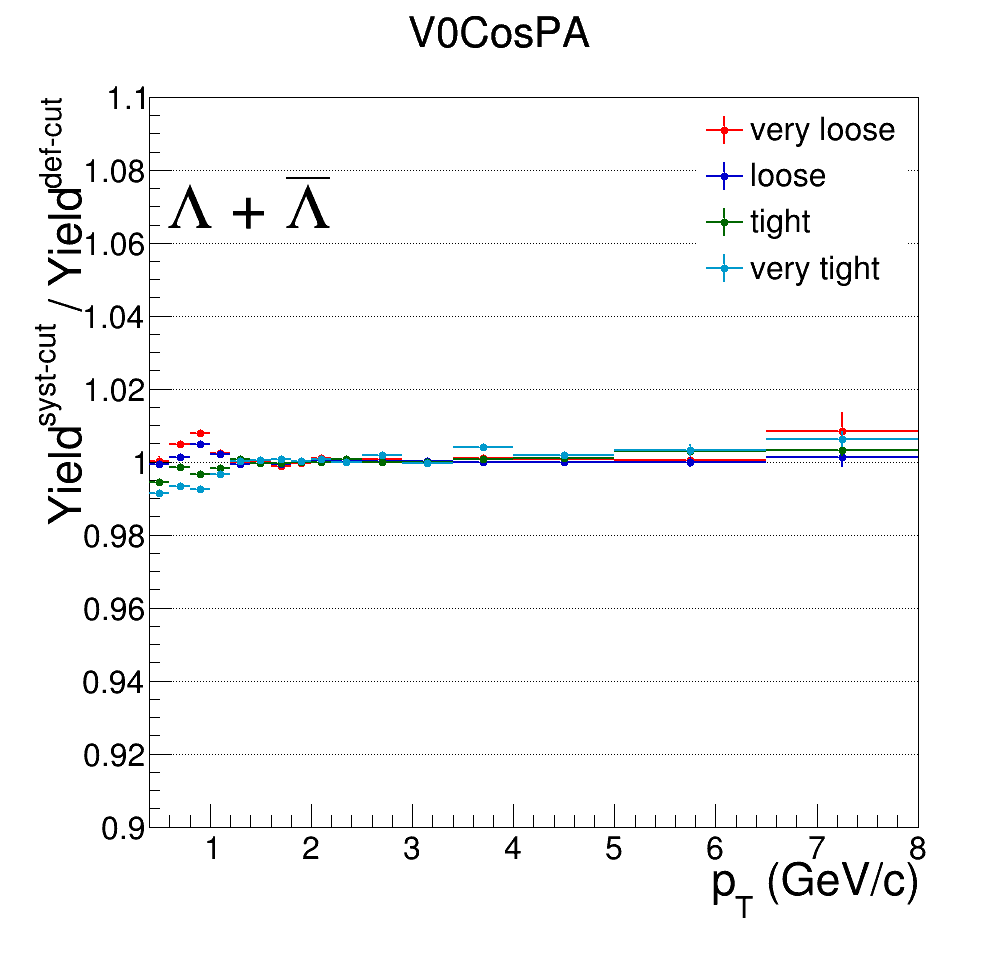 V0CosPA
Yield^syst-cut / Yield^def-cut
1.1
1.08
1.06
1.04
1.02
1
0.98
0.96
0.94
0.92
0.9
Λ + Λ̅
very loose
loose
tight
very tight
1 2 3 4 5 6 7 8
p_T (GeV/c)